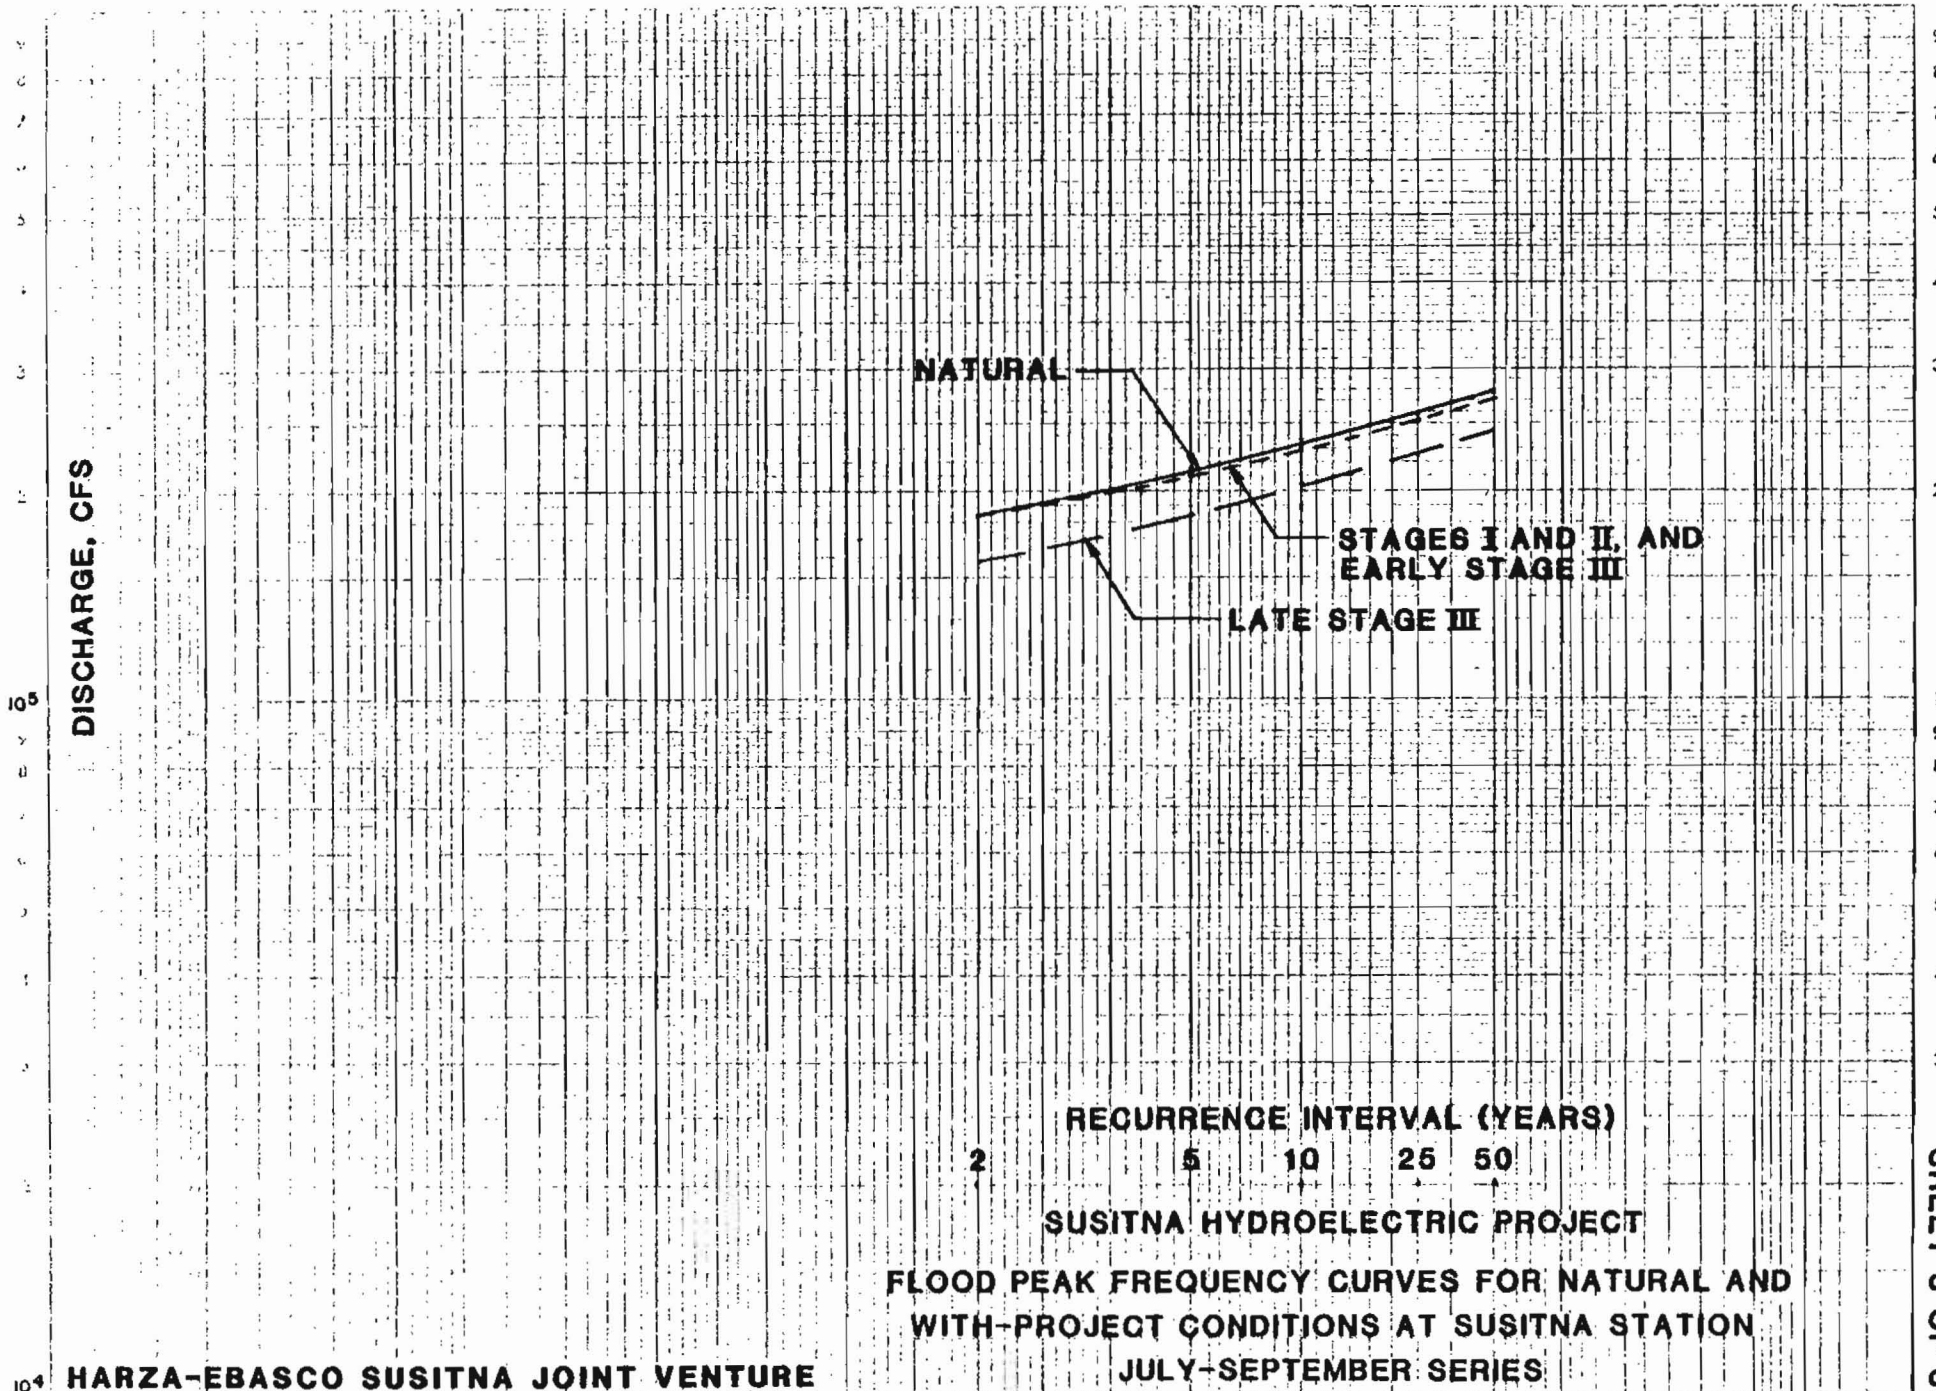 DISCHARGE, CFS
3
2
10⁵
10⁴
NATURAL
STAGES I AND II, AND
EARLY STAGE III
LATE STAGE III
RECURRENCE INTERVAL (YEARS)
2 5 10 25 50
SUSITNA HYDROELECTRIC PROJECT
FLOOD PEAK FREQUENCY CURVES FOR NATURAL AND
WITH-PROJECT CONDITIONS AT SUSITNA STATION
JULY-SEPTEMBER SERIES
HARZA-EBASCO SUSITNA JOINT VENTURE